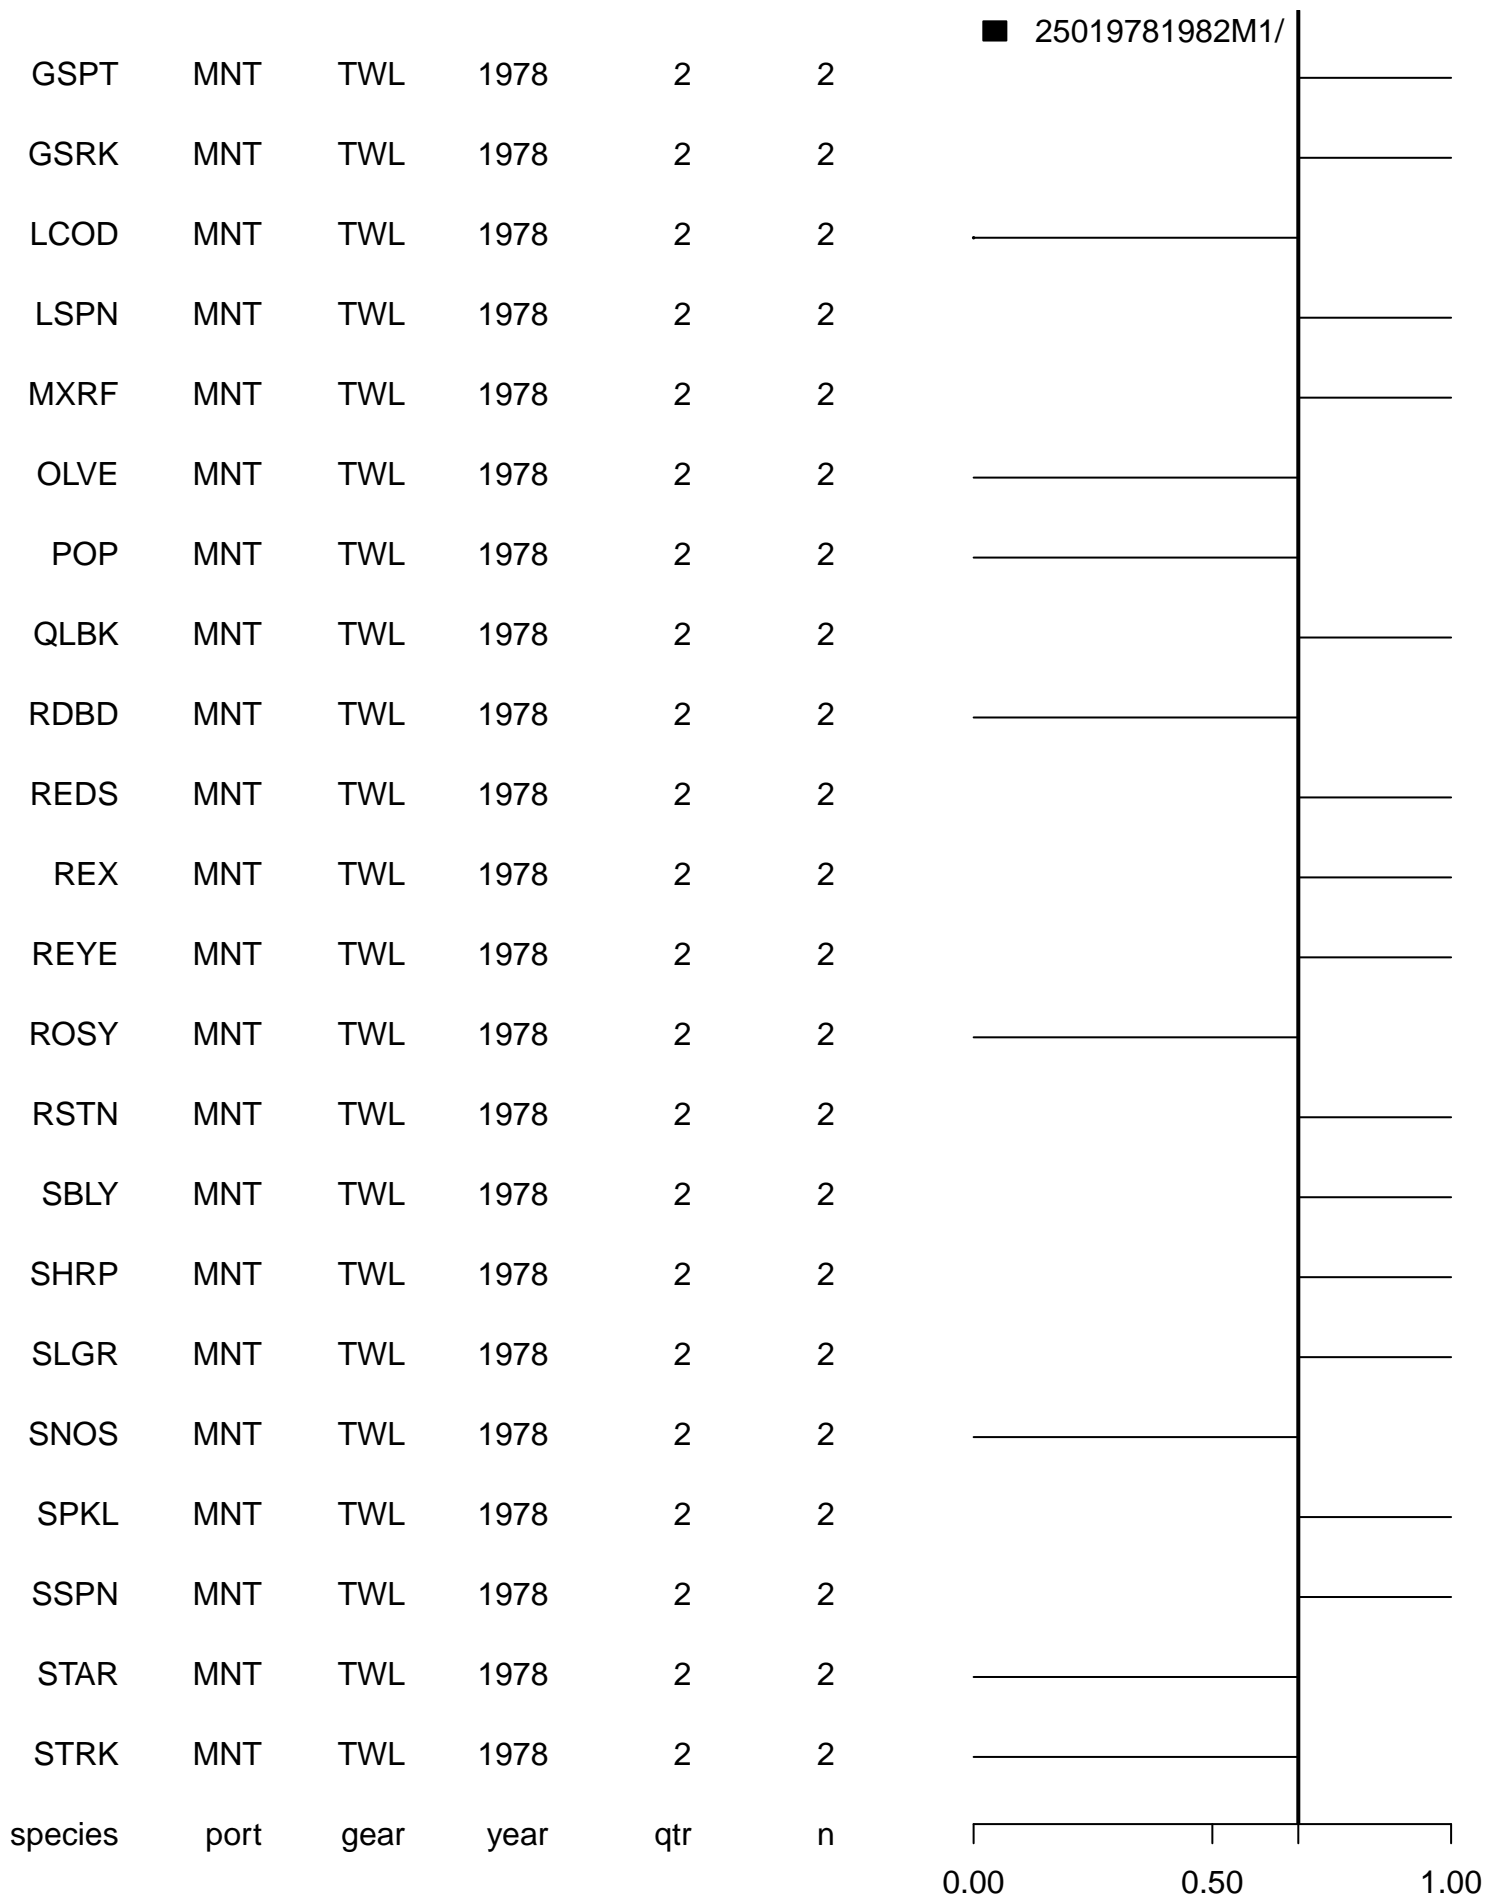 25019781982M1/
GSPT MNT TWL 1978 2 2
GSRK MNT TWL 1978 2 2
LCOD MNT TWL 1978 2 2
LSPN MNT TWL 1978 2 2
MXRF MNT TWL 1978 2 2
OLVE MNT TWL 1978 2 2
POP MNT TWL 1978 2 2
QLBK MNT TWL 1978 2 2
RDBD MNT TWL 1978 2 2
REDS MNT TWL 1978 2 2
REX MNT TWL 1978 2 2
REYE MNT TWL 1978 2 2
ROSY MNT TWL 1978 2 2
RSTN MNT TWL 1978 2 2
SBLY MNT TWL 1978 2 2
SHRP MNT TWL 1978 2 2
SLGR MNT TWL 1978 2 2
SNOS MNT TWL 1978 2 2
SPKL MNT TWL 1978 2 2
SSPN MNT TWL 1978 2 2
STAR MNT TWL 1978 2 2
STRK MNT TWL 1978 2 2
species port gear year qtr n
0.00 0.50 1.00